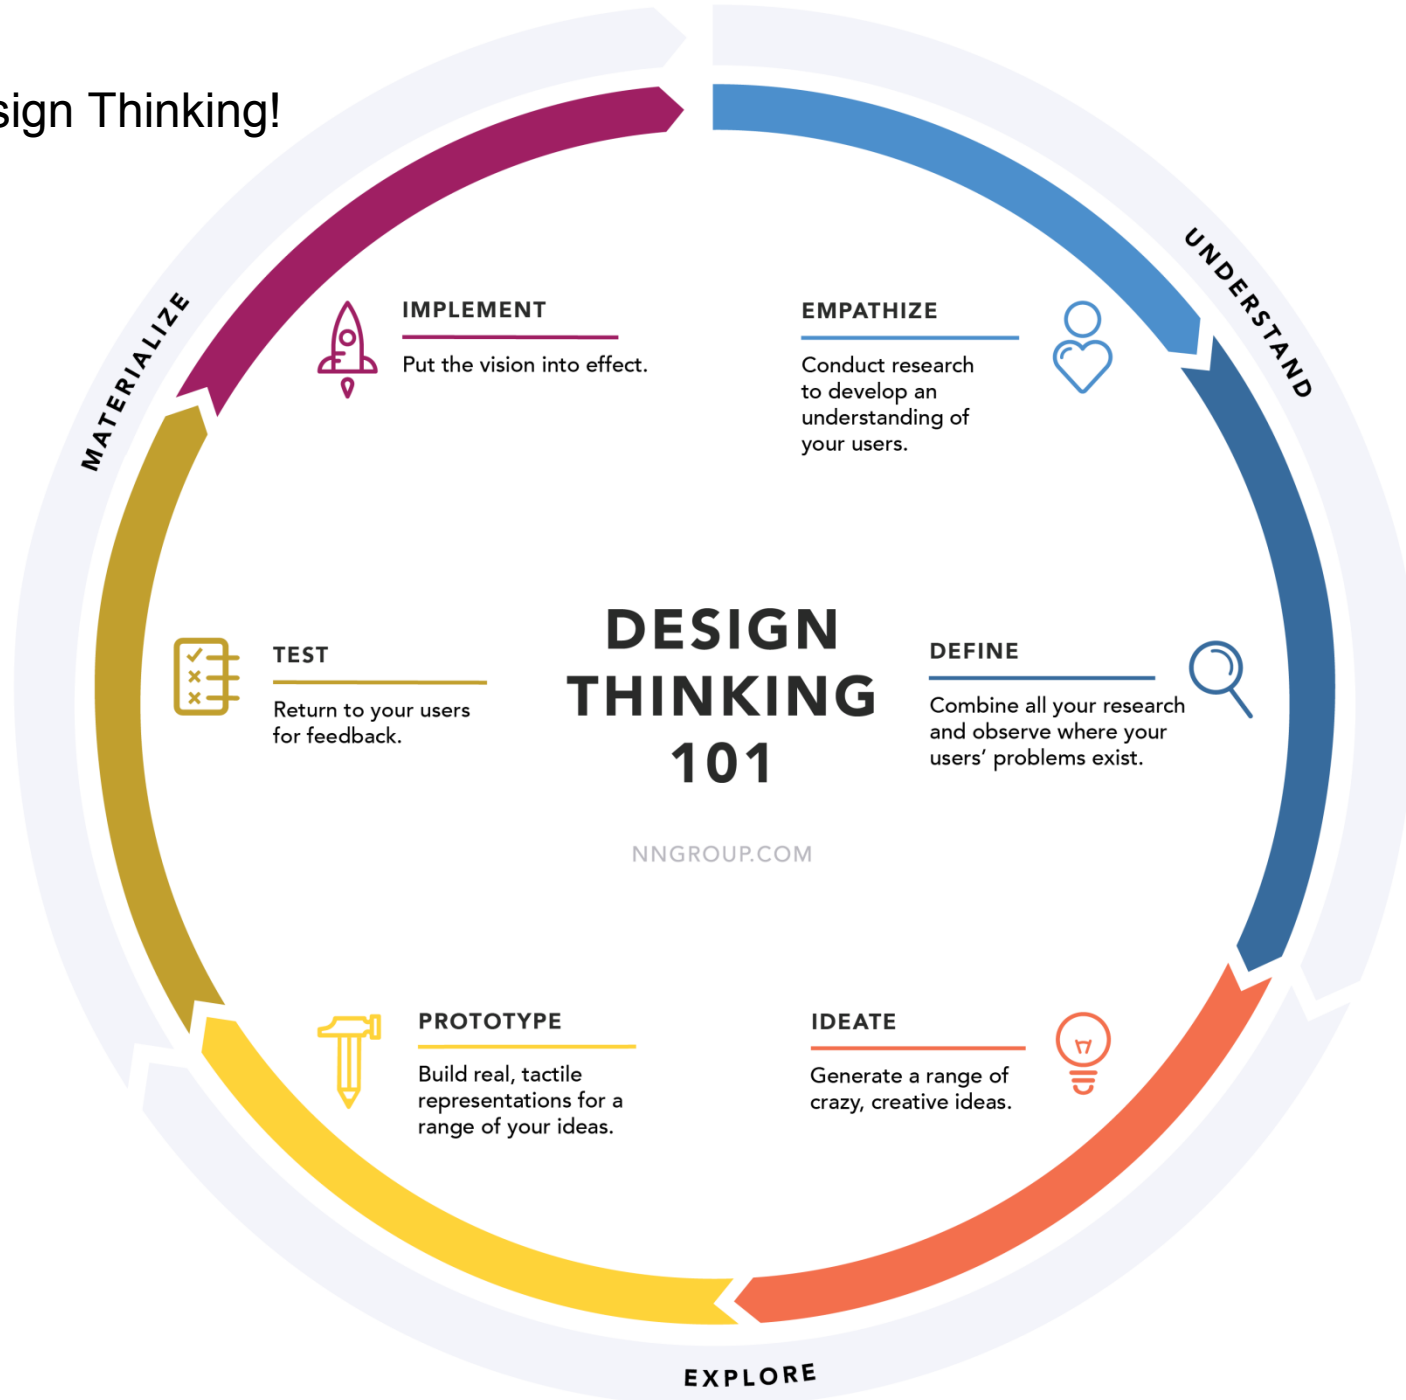 sign Thinking!
UNDERSTAND
EMPATHIZE
Conduct research
to develop an
understanding of
your users.
DEFINE
Combine all your research
and observe where your
users’ problems exist.
EXPLORE
IDEATE
Generate a range of
crazy, creative ideas.
PROTOTYPE
Build real, tactile
representations for a
range of your ideas.
MATERIALIZE
TEST
Return to your users
for feedback.
IMPLEMENT
Put the vision into effect.
DESIGN
THINKING
101
NNGROUP.COM